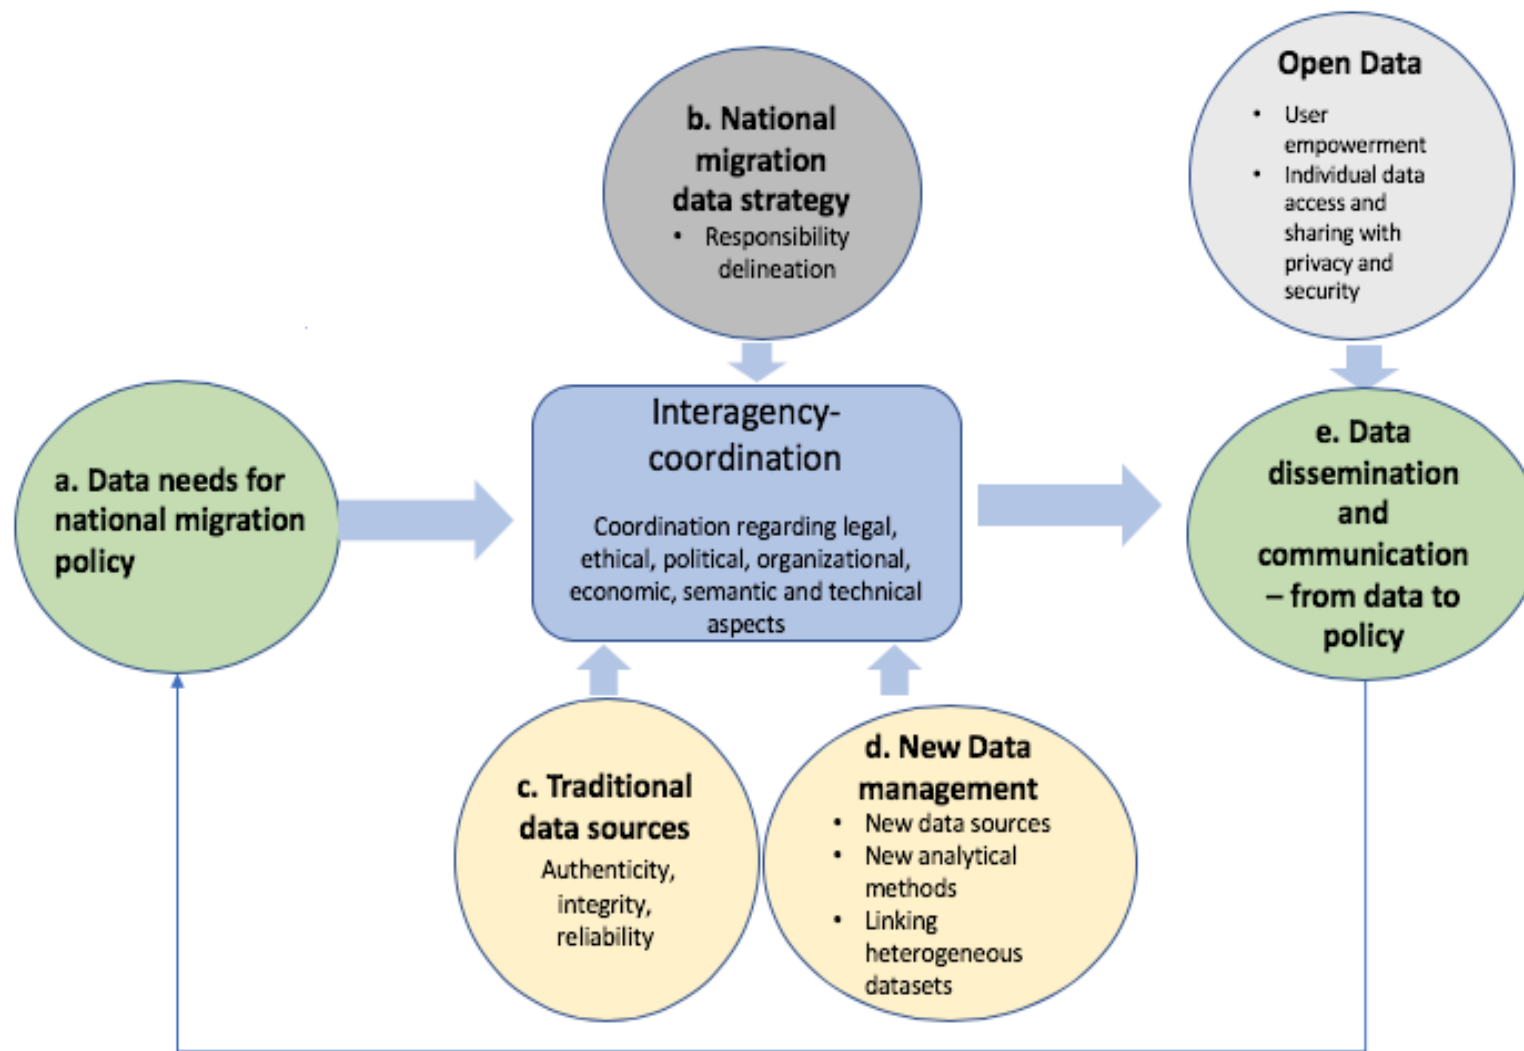 Open Data
• User
empowerment
• Individual data
access and
sharing with
privacy and
security
b. National
migration
data strategy
• Responsibility
delineation
a. Data needs for
national migration
policy
Interagency-
coordination
Coordination regarding legal,
ethical, political, organizational,
economic, semantic and technical
aspects
e. Data
dissemination
and
communication
– from data to
policy
c. Traditional
data sources
Authenticity,
integrity,
reliability
d. New Data
management
• New data sources
• New analytical
methods
• Linking
heterogeneous
datasets